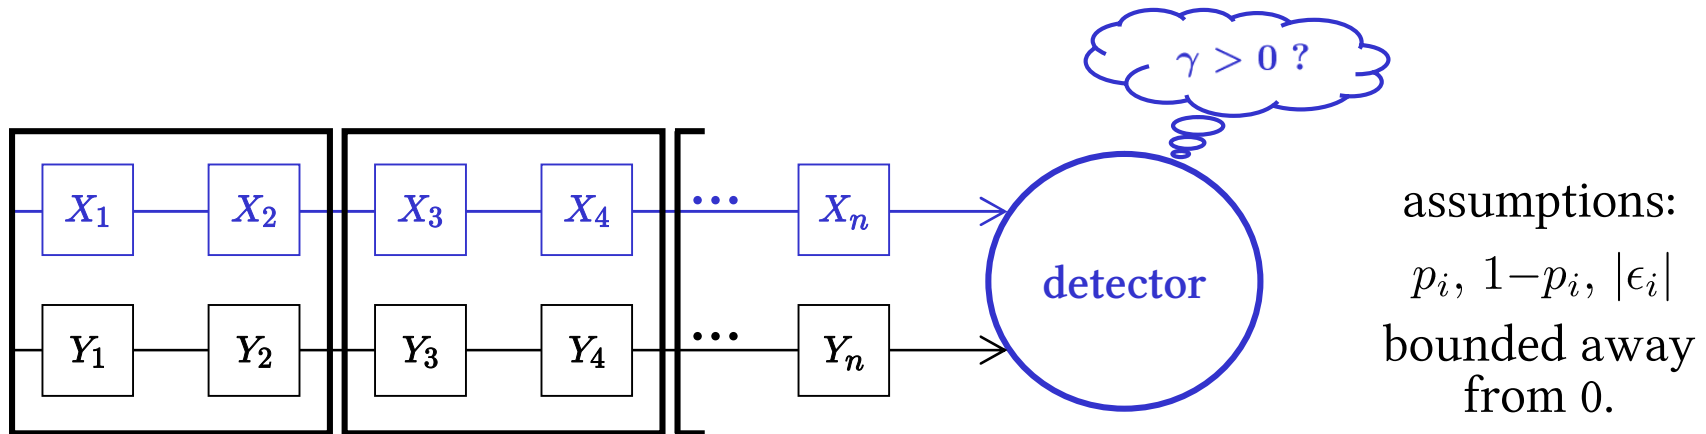 γ > 0 ?
X₁ X₂ X₃ X₄ ... Xₙ
Y₁ Y₂ Y₃ Y₄ ... Yₙ
detector
assumptions:
pᵢ, 1−pᵢ, |ϵᵢ|
bounded away
from 0.